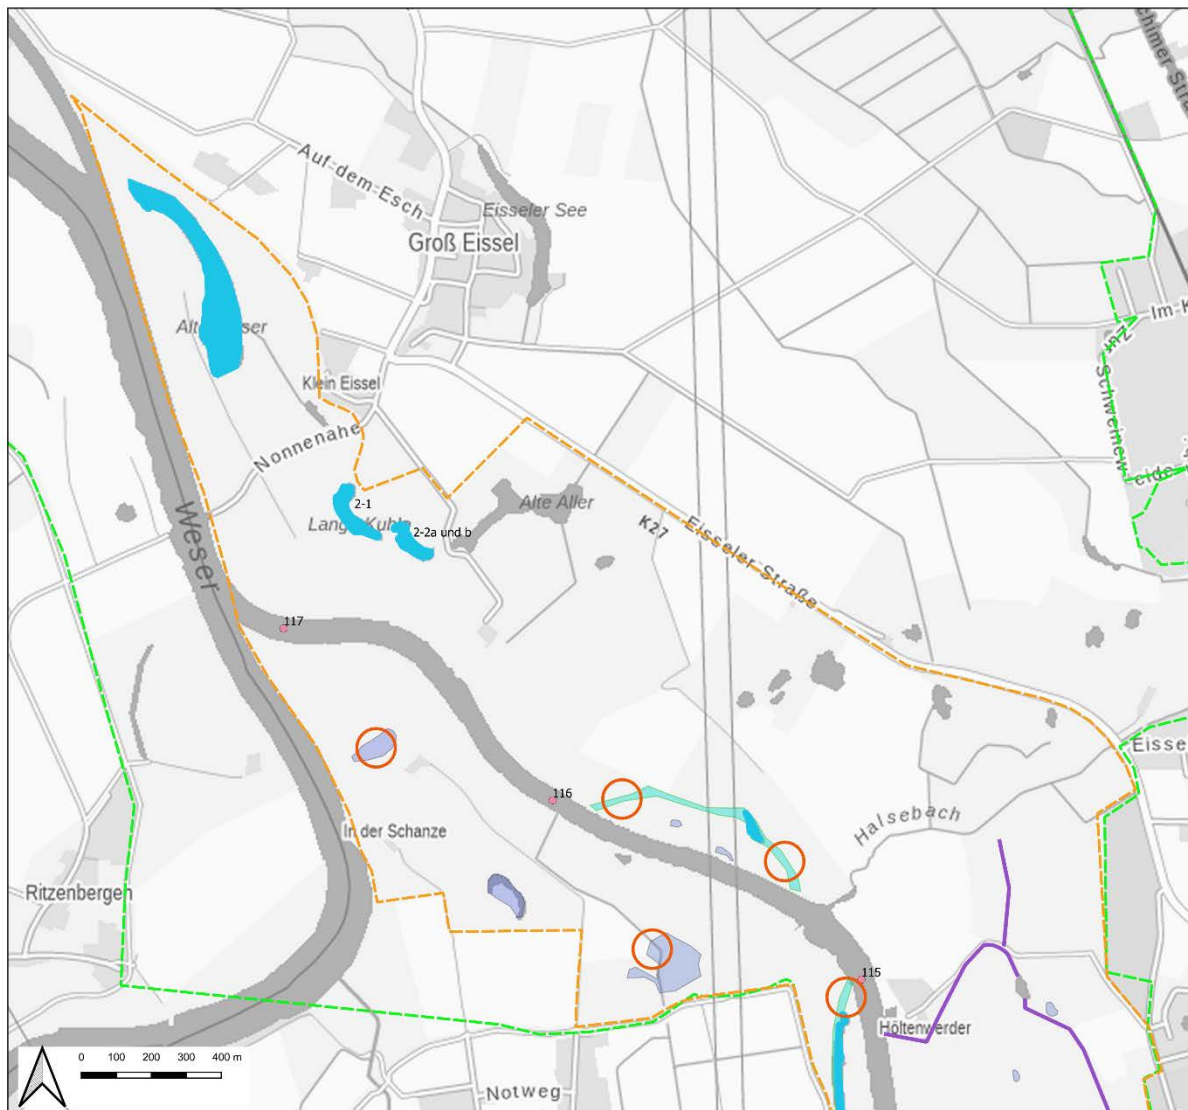 Auf-dem-Esch
Eisseler See
Groß Eissel
Im K
Zur
Schweinew
eide
Klein Eissel
Nonnenahe
2-1
2-2a und b
Alte Aller
K27
Eisseler Straße
Weser
117
116
In der Schanze
Halsebach
Eisse
Ritzenbergen
115
Höltenwerder
0 100 200 300 400 m
Notweg